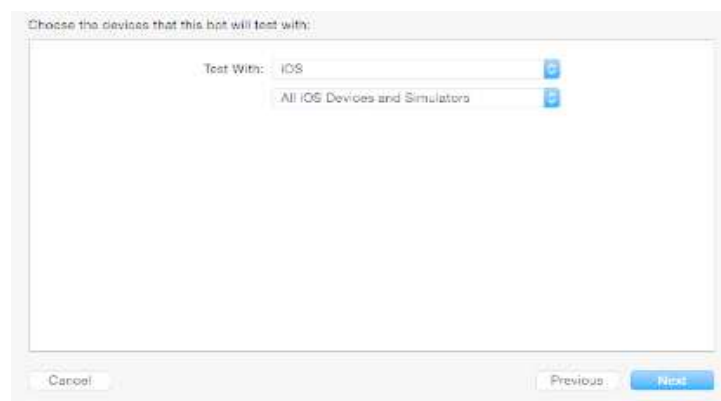 Choose the devices that this bot will test with:
Test With: iOS
All iOS Devices and Simulators
Cancel Previous Next